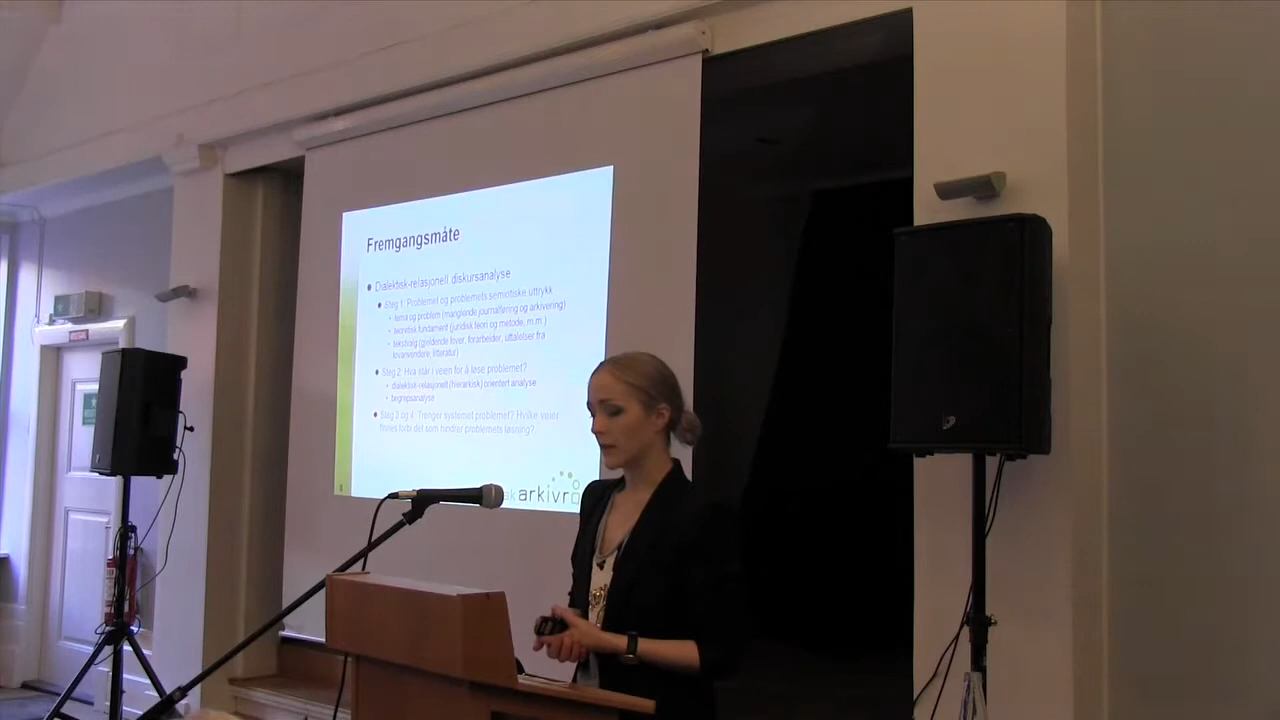 Fremgangsmåte
Dialektisk-relasjonell diskursanalyse
Steg 1: Problemet og problemets semiotiske uttrykk
tema og problem (manglende journalføring og arkivering)
teoretisk fundament (juridisk teori og metode, m.m.)
tekstvalg (gjeldende lover, forarbeider, uttalelser fra
lovanvendere, litteratur)
Steg 2: Hva står i veien for å løse problemet?
dialektisk-relasjonelt (hierarkisk) orientert analyse
begrepsanalyse
Steg 3 og 4: Trenger systemet problemet? Hvilke veier
finnes forbi det som hindrer problemets løsning?
sk arkivrå